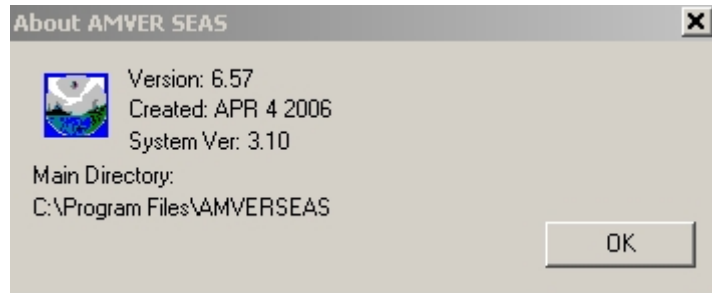 About AMVER SEAS
Version: 6.57
Created: APR 4 2006
System Ver: 3.10
Main Directory:
C:\Program Files\AMVERSEAS
OK